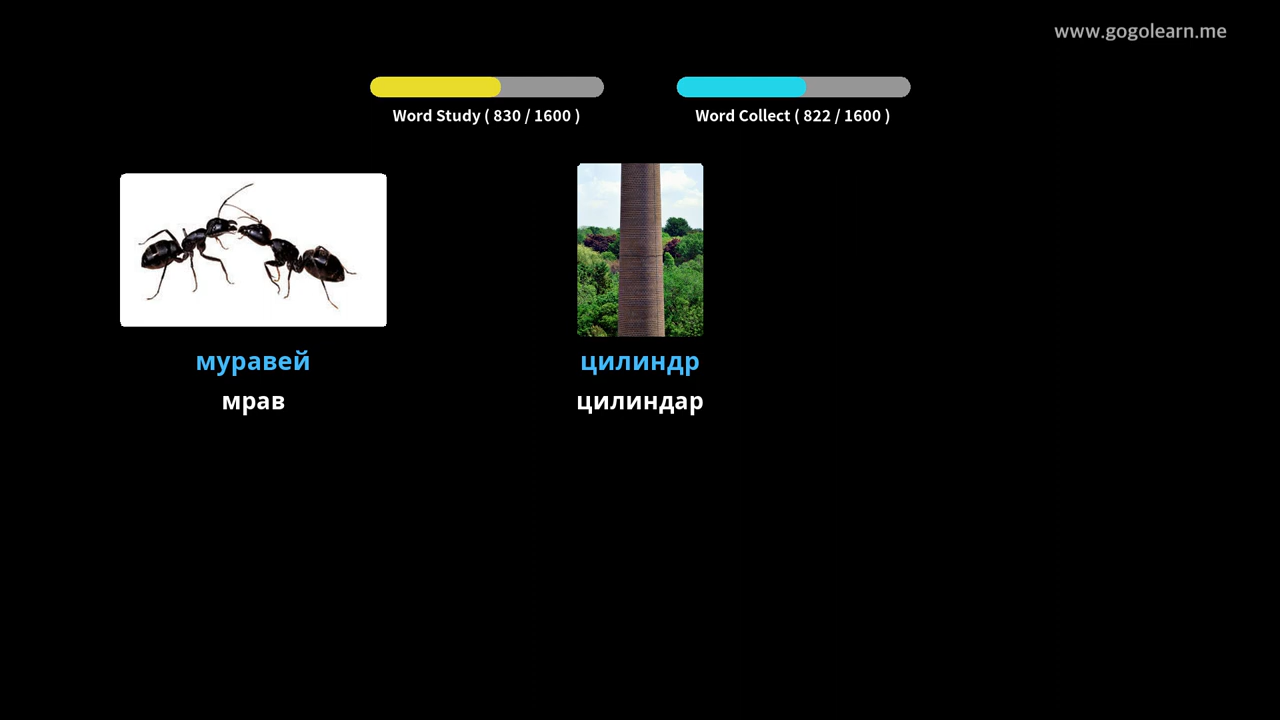 www.gogolearn.me
Word Study ( 830 / 1600 )
Word Collect ( 822 / 1600 )
муравей
мрав
цилиндр
цилиндар